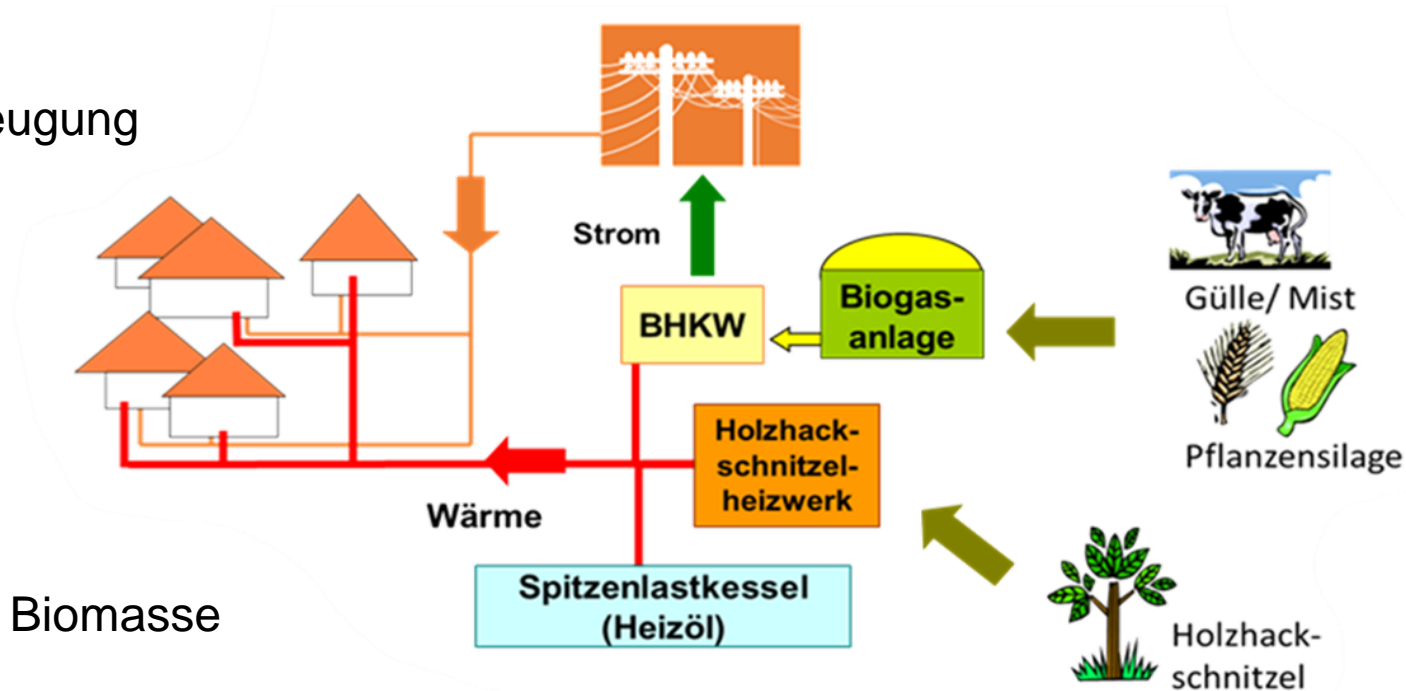 eugung
Strom
BHKW
Biogas-
anlage
Gülle/ Mist
Pflanzensilage
Holzhack-
schnitzel-
heizwerk
Wärme
Spitzenlastkessel
(Heizöl)
Biomasse
Holzhack-
schnitzel